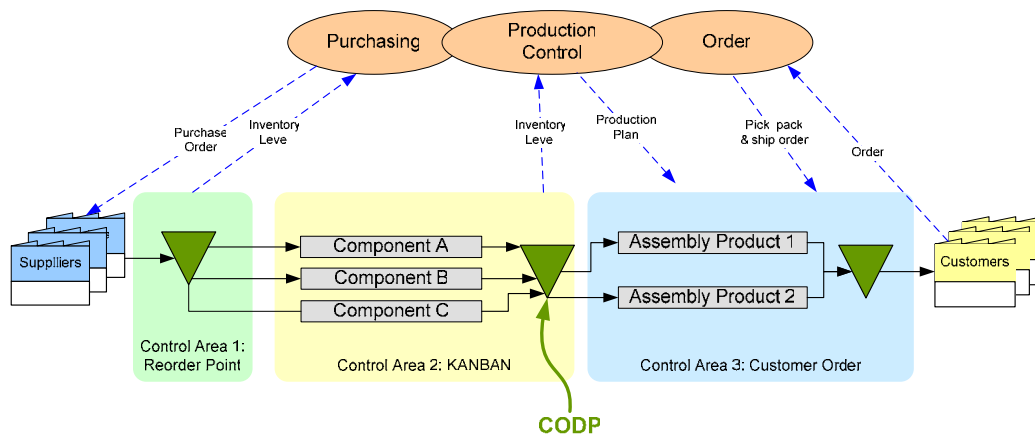 Purchasing
Production
Control
Order
Purchase
Order
Inventory
Leve
Inventory
Leve
Production
Plan
Pick pack
& ship order
Order
Suppliers
Component A
Component B
Component C
Assembly Product 1
Assembly Product 2
Customers
Control Area 1:
Reorder Point
Control Area 2: KANBAN
Control Area 3: Customer Order
CODP